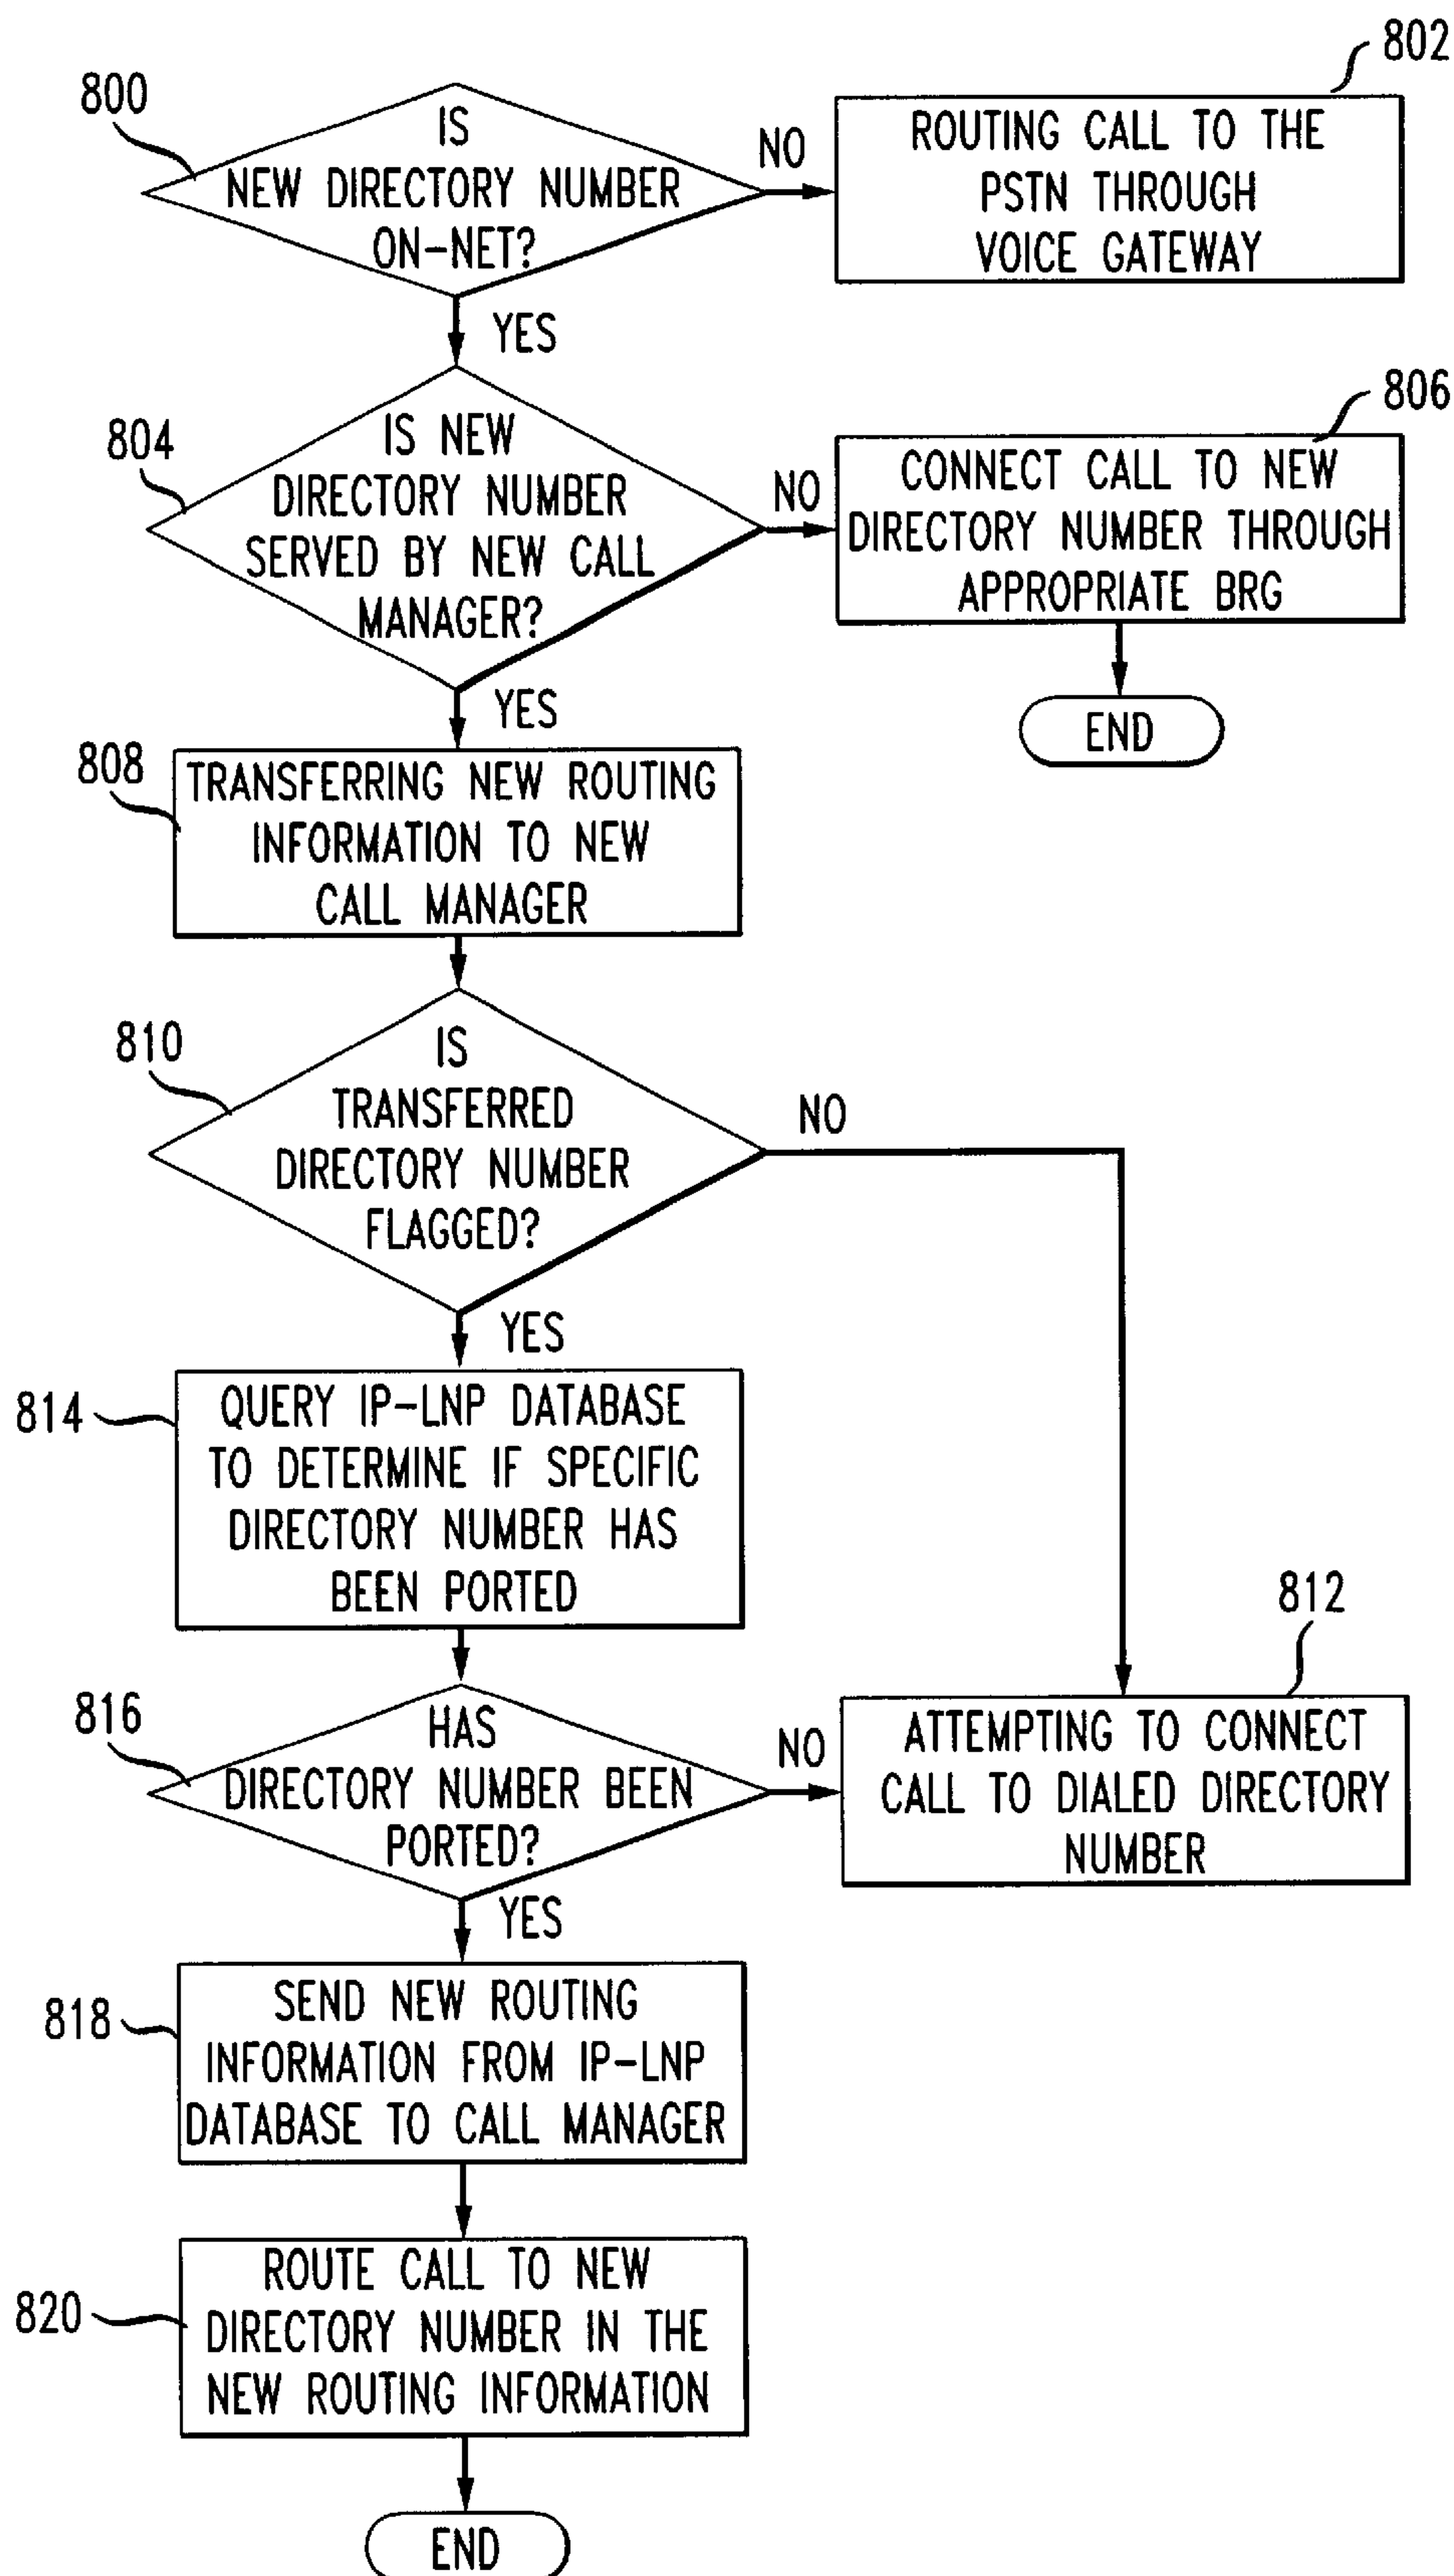 802
800
IS
NEW DIRECTORY NUMBER
ON-NET?
NO
ROUTING CALL TO THE
PSTN THROUGH
VOICE GATEWAY
YES
806
804
IS NEW
DIRECTORY NUMBER
SERVED BY NEW CALL
MANAGER?
NO
CONNECT CALL TO NEW
DIRECTORY NUMBER THROUGH
APPROPRIATE BRG
END
YES
808
TRANSFERRING NEW ROUTING
INFORMATION TO NEW
CALL MANAGER
810
IS
TRANSFERRED
DIRECTORY NUMBER
FLAGGED?
NO
YES
814
QUERY IP-LNP DATABASE
TO DETERMINE IF SPECIFIC
DIRECTORY NUMBER HAS
BEEN PORTED
812
816
HAS
DIRECTORY NUMBER BEEN
PORTED?
NO
ATTEMPTING TO CONNECT
CALL TO DIALED DIRECTORY
NUMBER
YES
818
SEND NEW ROUTING
INFORMATION FROM IP-LNP
DATABASE TO CALL MANAGER
820
ROUTE CALL TO NEW
DIRECTORY NUMBER IN THE
NEW ROUTING INFORMATION
END